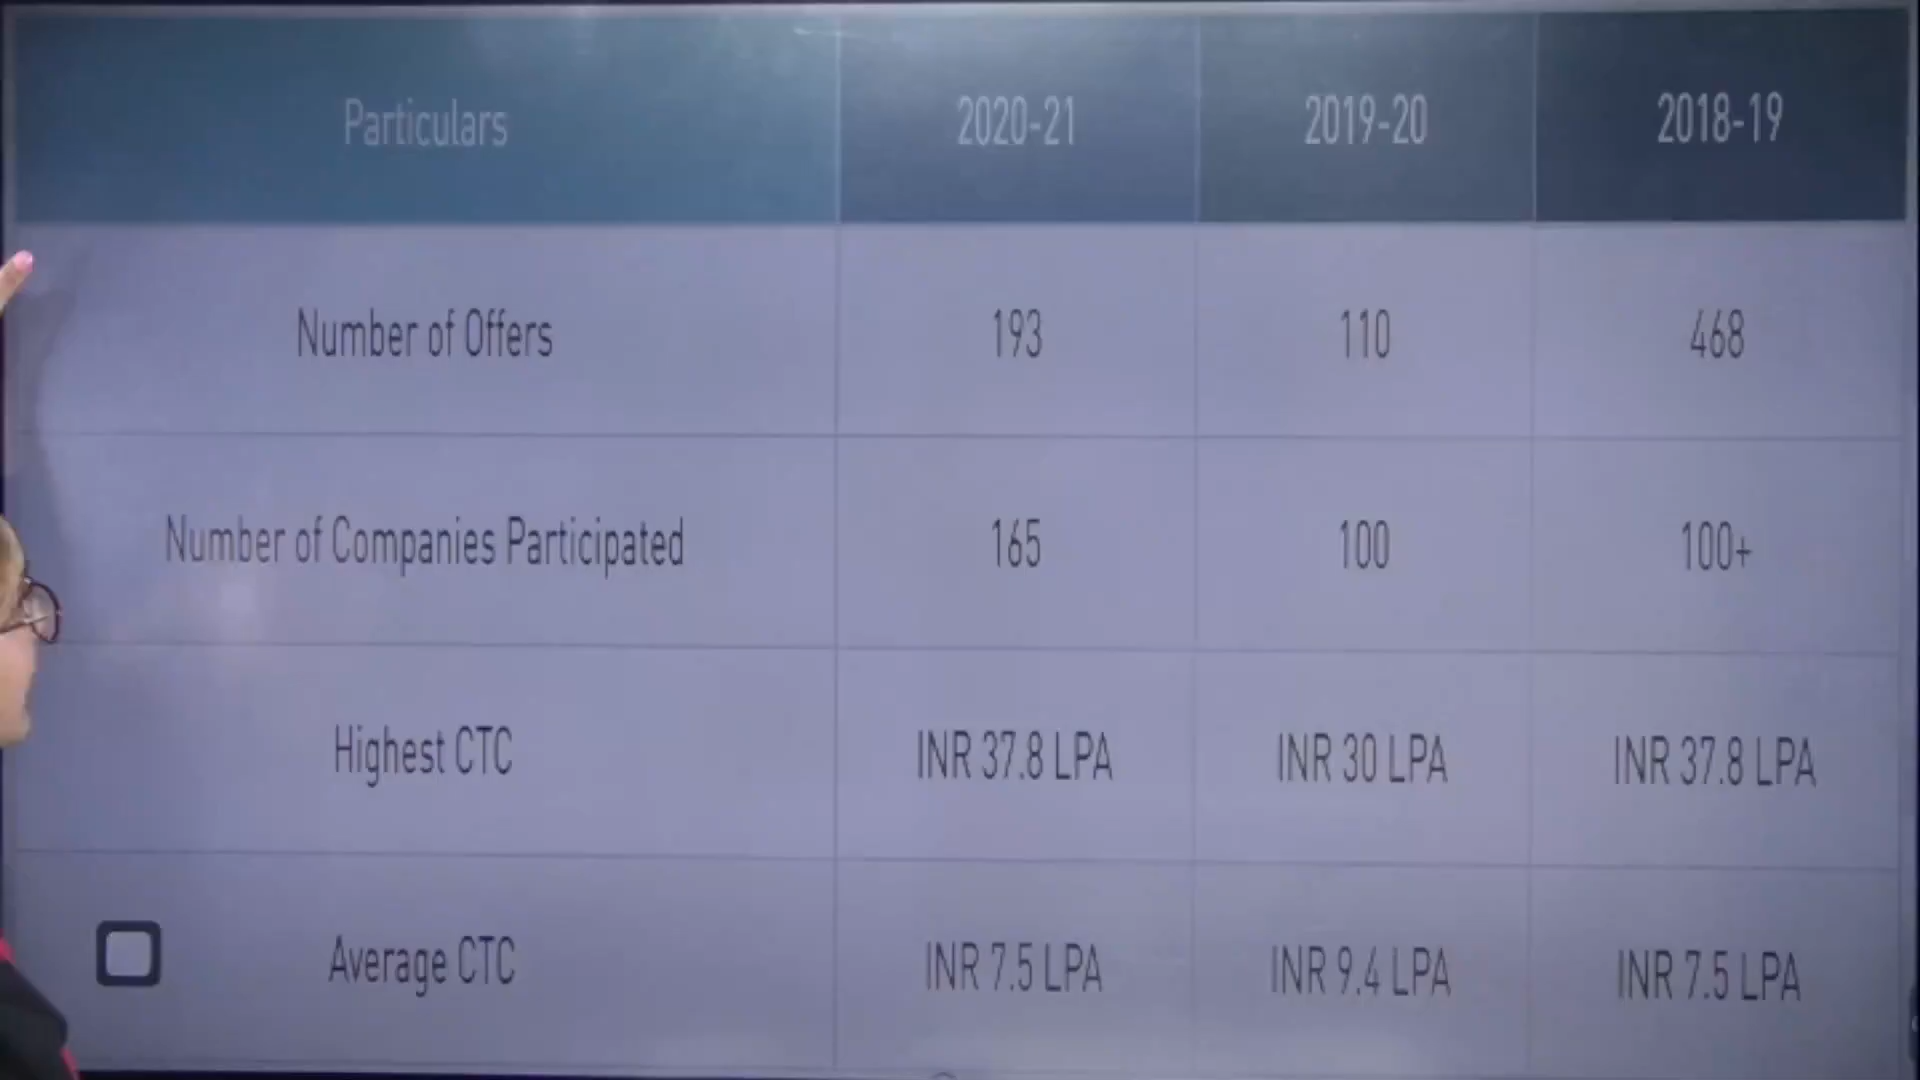 Particulars 2020-21 2019-20 2018-19
Number of Offers 193 110 468
Number of Companies Participated 165 100 100+
Highest CTC INR 37.8 LPA INR 30 LPA INR 37.8 LPA
Average CTC INR 7.5 LPA INR 9.4 LPA INR 7.5 LPA